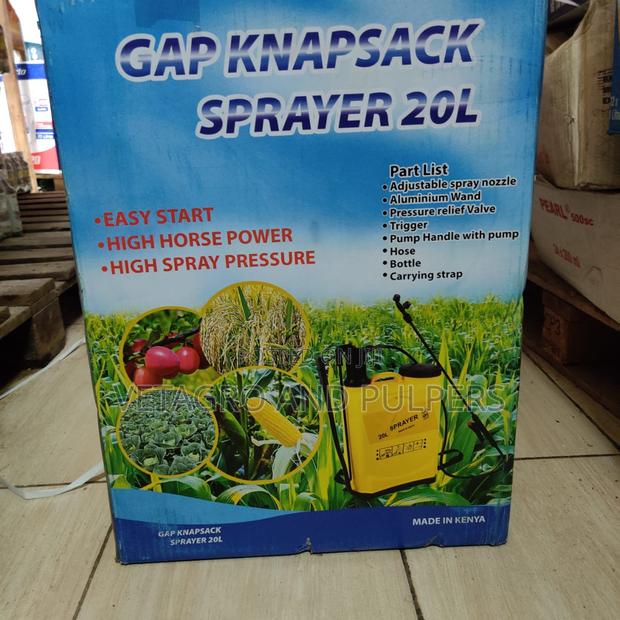 GAP KNAPSACK
SPRAYER 20L
Part List
• Adjustable spray nozzle
• Aluminium Wand
• Pressure relief Valve
• Trigger
• Pump Handle with pump
• Hose
• Bottle
• Carrying strap
• EASY START
• HIGH HORSE POWER
• HIGH SPRAY PRESSURE
PEARL® 500sc
VETAGRO AND PULPERS
20L SPRAYER
GAP KNAPSACK
SPRAYER 20L
MADE IN KENYA